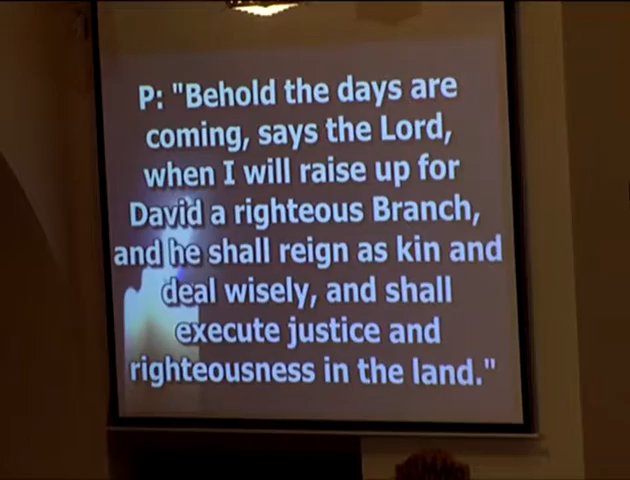 P: "Behold the days are
coming, says the Lord,
when I will raise up for
David a righteous Branch,
and he shall reign as kin and
deal wisely, and shall
execute justice and
righteousness in the land."